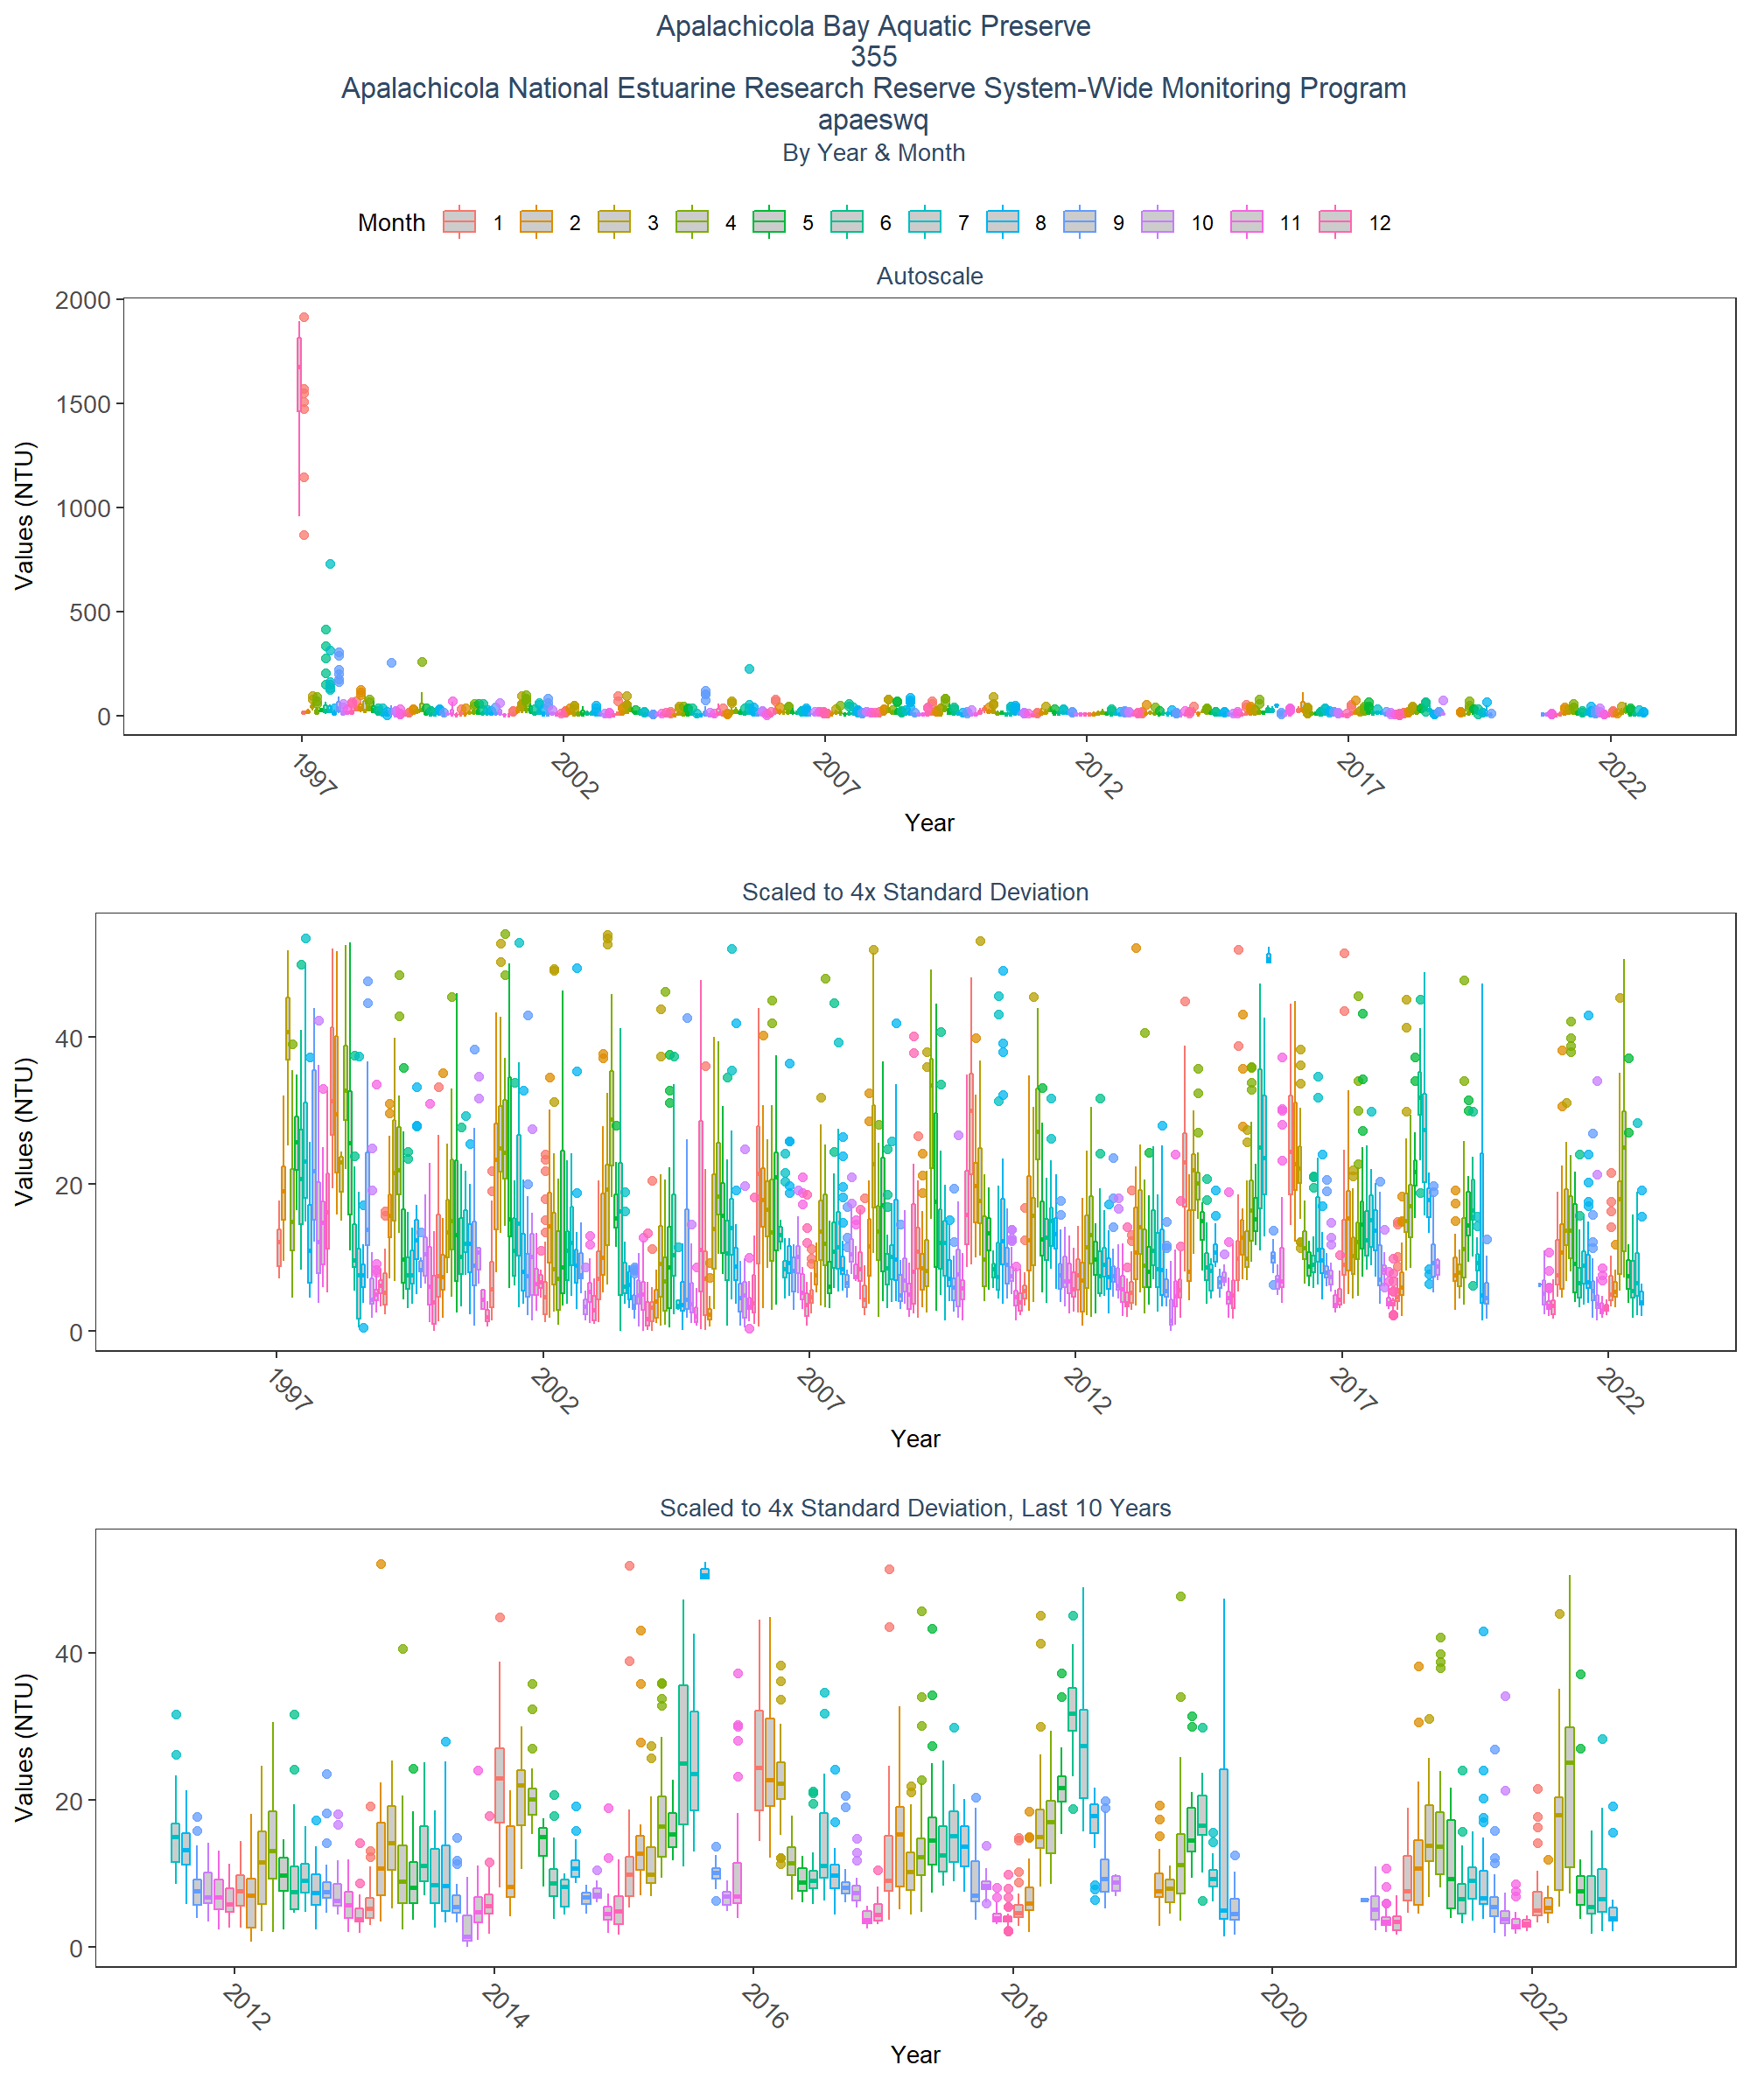 Apalachicola Bay Aquatic Preserve
355
Apalachicola National Estuarine Research Reserve System-Wide Monitoring Program
apaeswq
By Year & Month
Month 1 2 3 4 5 6 7 8 9 10 11 12
Autoscale
Values (NTU)
2000
1500
1000
500
0
1997 2002 2007 2012 2017 2022
Year
Scaled to 4x Standard Deviation
Values (NTU)
40
20
0
1997 2002 2007 2012 2017 2022
Year
Scaled to 4x Standard Deviation, Last 10 Years
Values (NTU)
40
20
0
2012 2014 2016 2018 2020 2022
Year